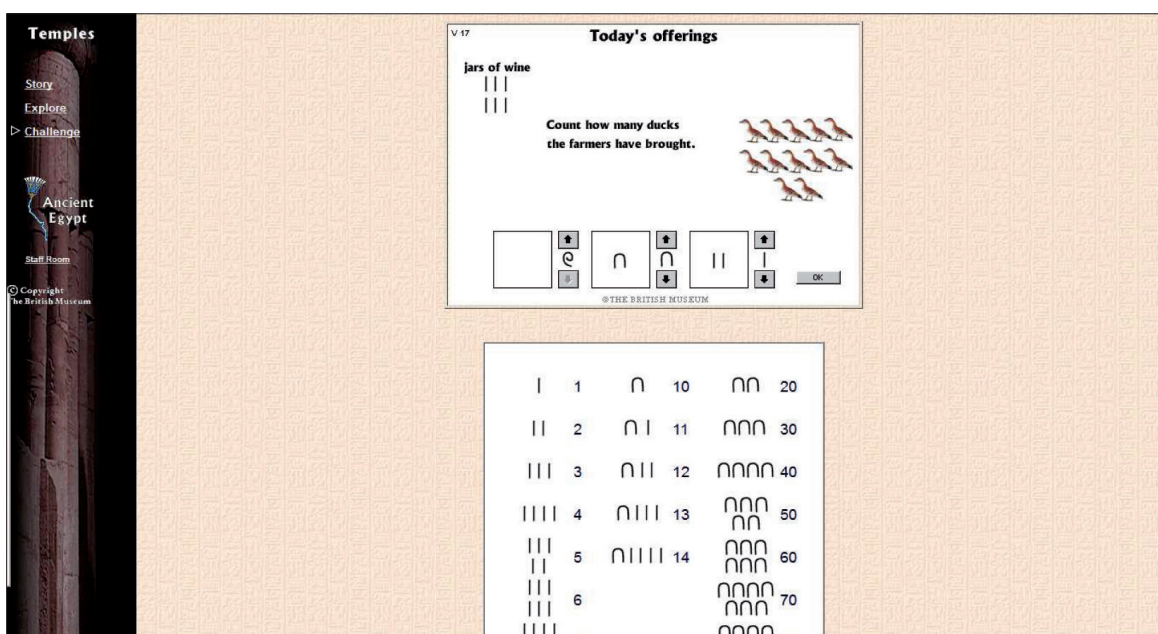 Temples
Story
Explore
▷ Challenge
Ancient
Egypt
Staff Room
© Copyright
The British Museum
V 17
Today's offerings
jars of wine
| | |
| | |
Count how many ducks
the farmers have brought.
∩
∩
| |
|
OK
©THE BRITISH MUSEUM
| 1 ∩ 10 ∩∩ 20
|| 2 ∩| 11 ∩∩∩ 30
||| 3 ∩|| 12 ∩∩∩∩ 40
|||| 4 ∩||| 13 ∩∩∩ ∩∩ 50
||| || 5 ∩|||| 14 ∩∩∩ ∩∩∩ 60
||| ||| 6 ∩∩∩∩ ∩∩∩ 70